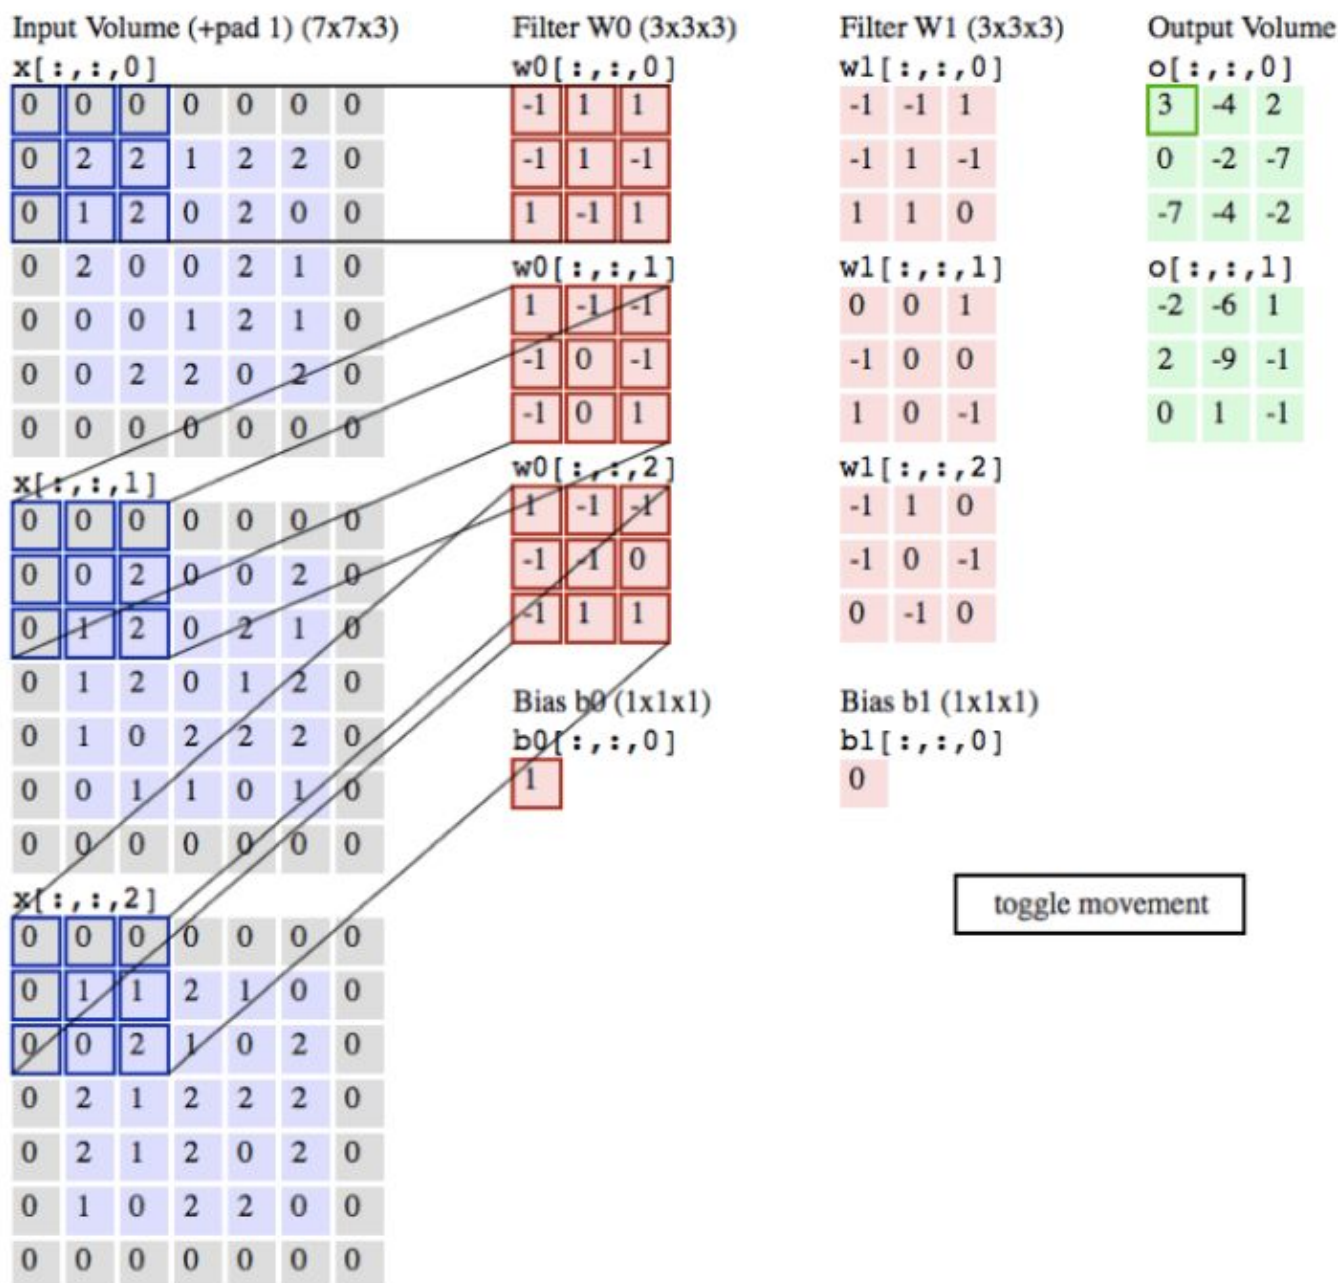 Input Volume (+pad 1) (7x7x3)
x[:,:,0]
0 0 0 0 0 0 0
0 2 2 1 2 2 0
0 1 2 0 2 0 0
0 2 0 0 2 1 0
0 0 0 1 2 1 0
0 0 2 2 0 2 0
0 0 0 0 0 0 0
x[:,:,1]
0 0 0 0 0 0 0
0 0 2 0 0 2 0
0 1 2 0 2 1 0
0 1 2 0 1 2 0
0 1 0 2 2 2 0
0 0 1 1 0 1 0
0 0 0 0 0 0 0
x[:,:,2]
0 0 0 0 0 0 0
0 1 1 2 1 0 0
0 0 2 1 0 2 0
0 2 1 2 2 2 0
0 2 1 2 0 2 0
0 1 0 2 2 0 0
0 0 0 0 0 0 0
Filter W0 (3x3x3)
w0[:,:,0]
-1 1 1
-1 1 -1
1 -1 1
w0[:,:,1]
1 -1 -1
-1 0 -1
-1 0 1
w0[:,:,2]
1 -1 -1
-1 -1 0
-1 1 1
Bias b0 (1x1x1)
b0[:,:,0]
1
Filter W1 (3x3x3)
w1[:,:,0]
-1 -1 1
-1 1 -1
1 1 0
w1[:,:,1]
0 0 1
-1 0 0
1 0 -1
w1[:,:,2]
-1 1 0
-1 0 -1
0 -1 0
Bias b1 (1x1x1)
b1[:,:,0]
0
Output Volume
o[:,:,0]
3 -4 2
0 -2 -7
-7 -4 -2
o[:,:,1]
-2 -6 1
2 -9 -1
0 1 -1
toggle movement